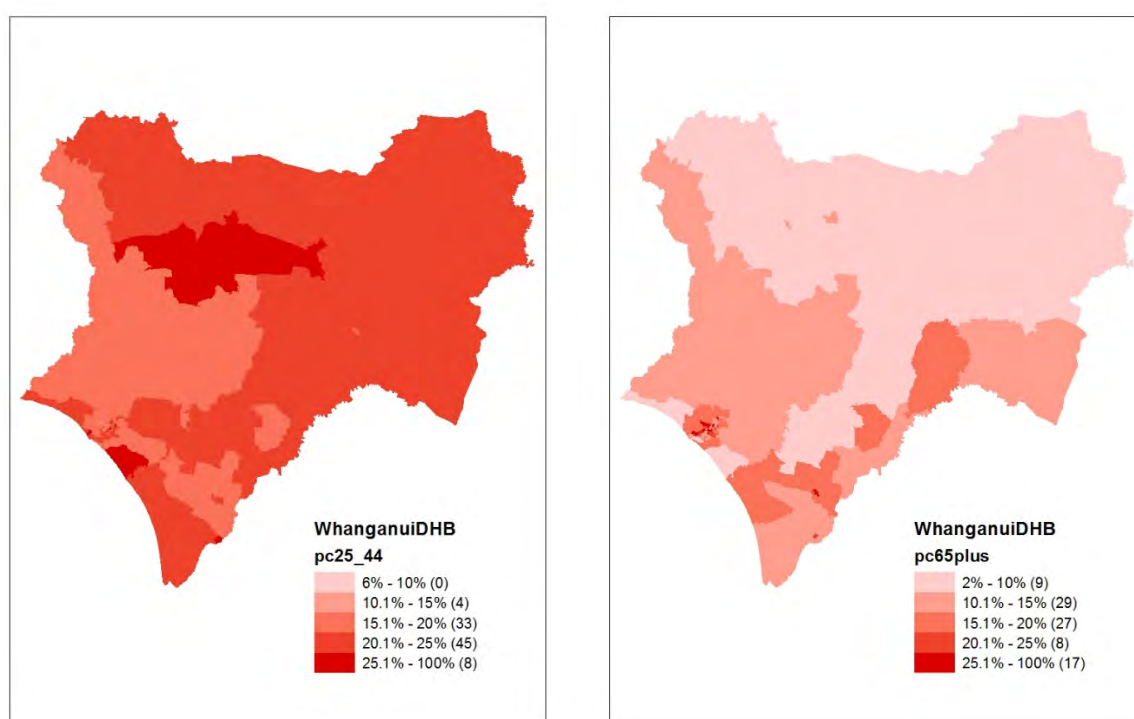 WhanganuiDHB
pc25_44
6% - 10% (0)
10.1% - 15% (4)
15.1% - 20% (33)
20.1% - 25% (45)
25.1% - 100% (8)
WhanganuiDHB
pc65plus
2% - 10% (9)
10.1% - 15% (29)
15.1% - 20% (27)
20.1% - 25% (8)
25.1% - 100% (17)